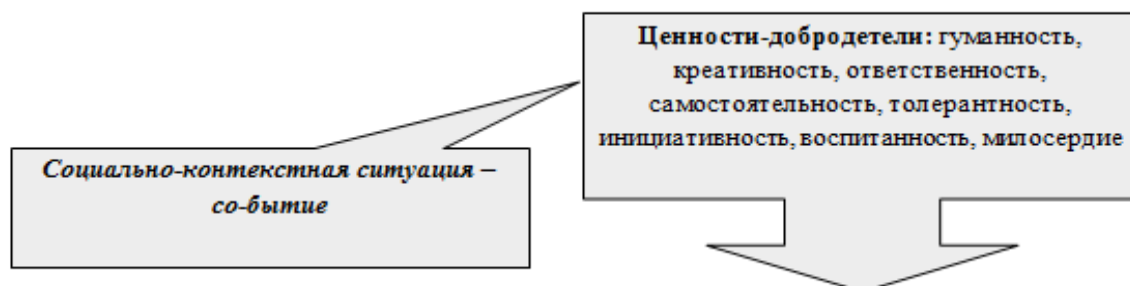 Ценности-добродетели: гуманность,
креативность, ответственность,
самостоятельность, толерантность,
инициативность, воспитанность, милосердие
Социально-контекстная ситуация –
со-бытие